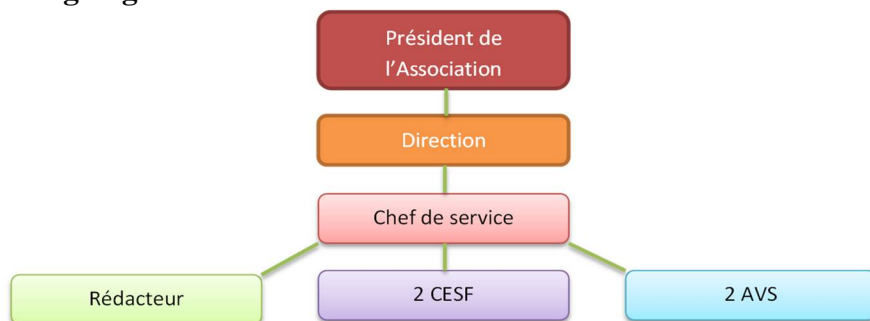 Président de
l'Association
Direction
Chef de service
Rédacteur
2 CESF
2 AVS